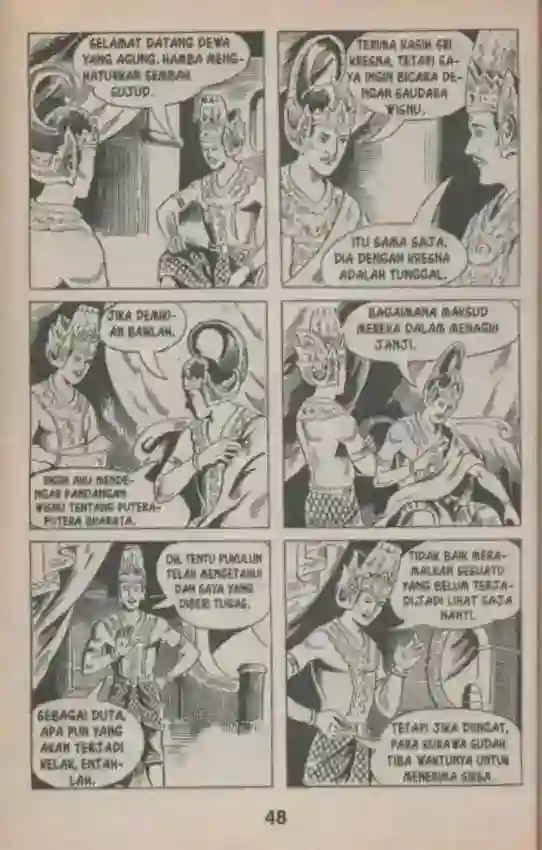 SELAMAT DATANG DEWA
YANG AGUNG. HAMBA MENG-
HATURKAN SEMBAH
SUJUD.
TERIMA KASIH SRI
KRESNA, TETAPI SA-
YA INGIN BICARA DE-
NGAN SAUDARA
WISNU.
ITU SAMA SAJA.
DIA DENGAN KRESNA
ADALAH TUNGGAL.
JIKA DEMIKI-
AN BAIKLAH.
INGIN AKU MENDE-
NGAR PANDANGAN
WISNU TENTANG PUTERA-
PUTERA BHARATA.
BAGAIMANA MAKSUD
MEREKA DALAM MENAGIH
JANJI.
OH, TENTU PUKULUN
TELAH MENGETAHUI
DAN SAYA YANG
DIBERI TUGAS.
SEBAGAI DUTA.
APA PUN YANG
AKAN TERJADI
KELAK, ENTAH-
LAH.
TIDAK BAIK MERA-
MALKAN SESUATU
YANG BELUM TERJA-
DI. JADI LIHAT SAJA
NANTI.
TETAPI JIKA DIINGAT,
PARA KURAWA SUDAH
TIBA WAKTUNYA UNTUK
MENERIMA SIKSA.
48